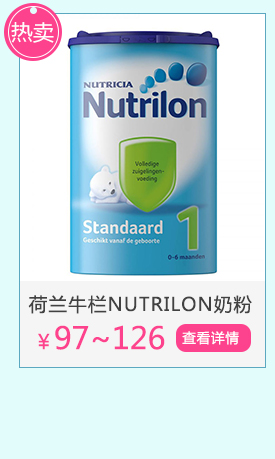 热卖
NUTRICIA
Nutrilon
Volledige
zuigelingen-
voeding
Standaard 1
Geschikt vanaf de geboorte
0-6 maanden
荷兰牛栏NUTRILON奶粉
¥ 97~126 查看详情